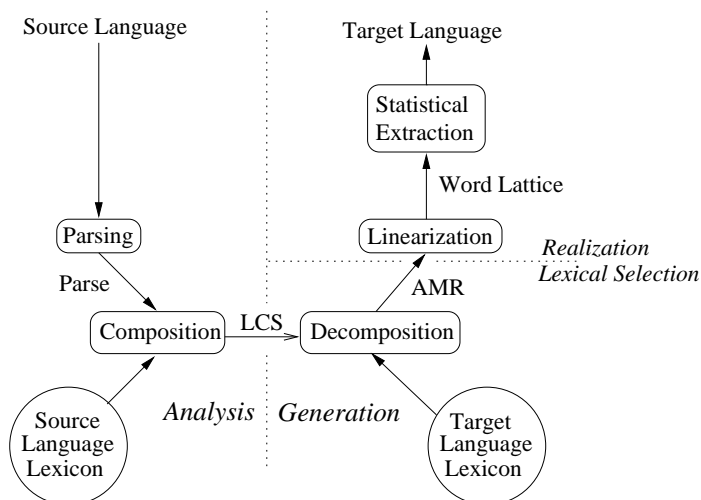 Source Language
Target Language
Statistical
Extraction
Word Lattice
Parsing
Linearization
Realization
Lexical Selection
Parse
AMR
Composition
LCS
Decomposition
Analysis
Generation
Source
Language
Lexicon
Target
Language
Lexicon